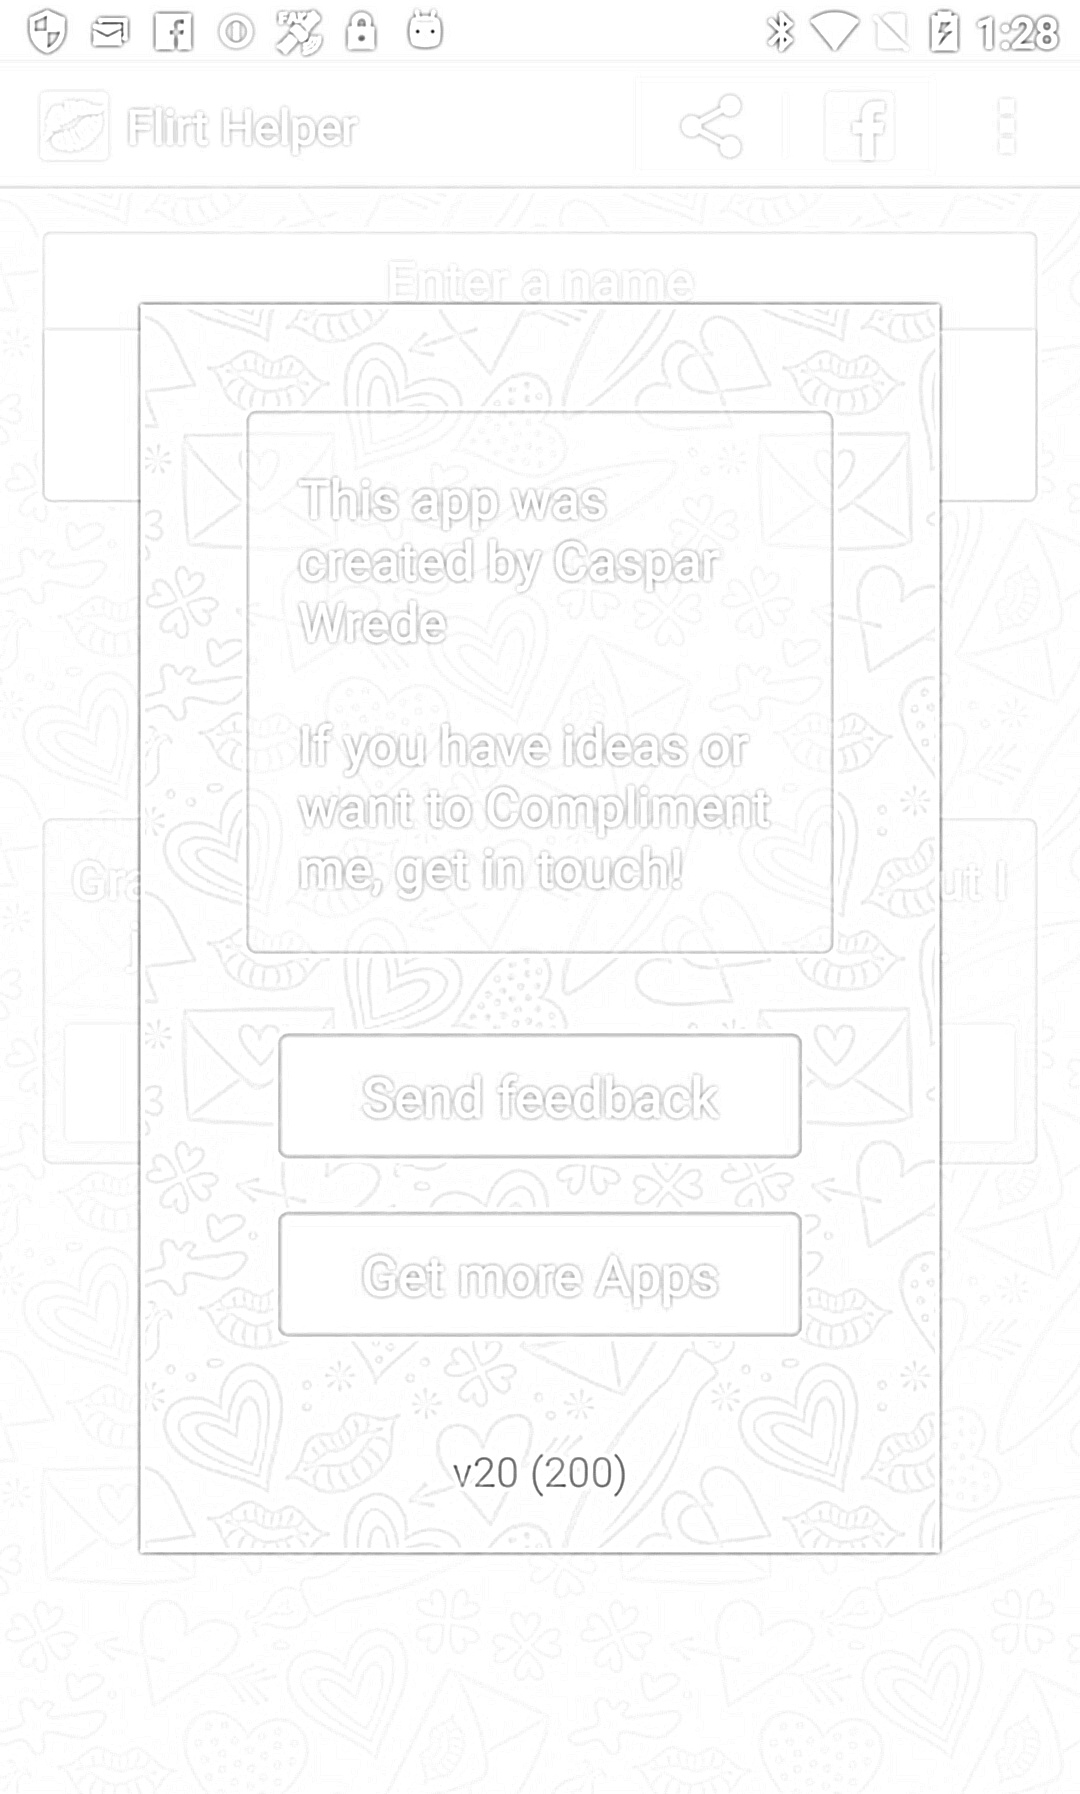 1:28
Flirt Helper
Enter a name
This app was
created by Caspar
Wrede
If you have ideas or
want to Compliment
me, get in touch!
Send feedback
Get more Apps
v20 (200)